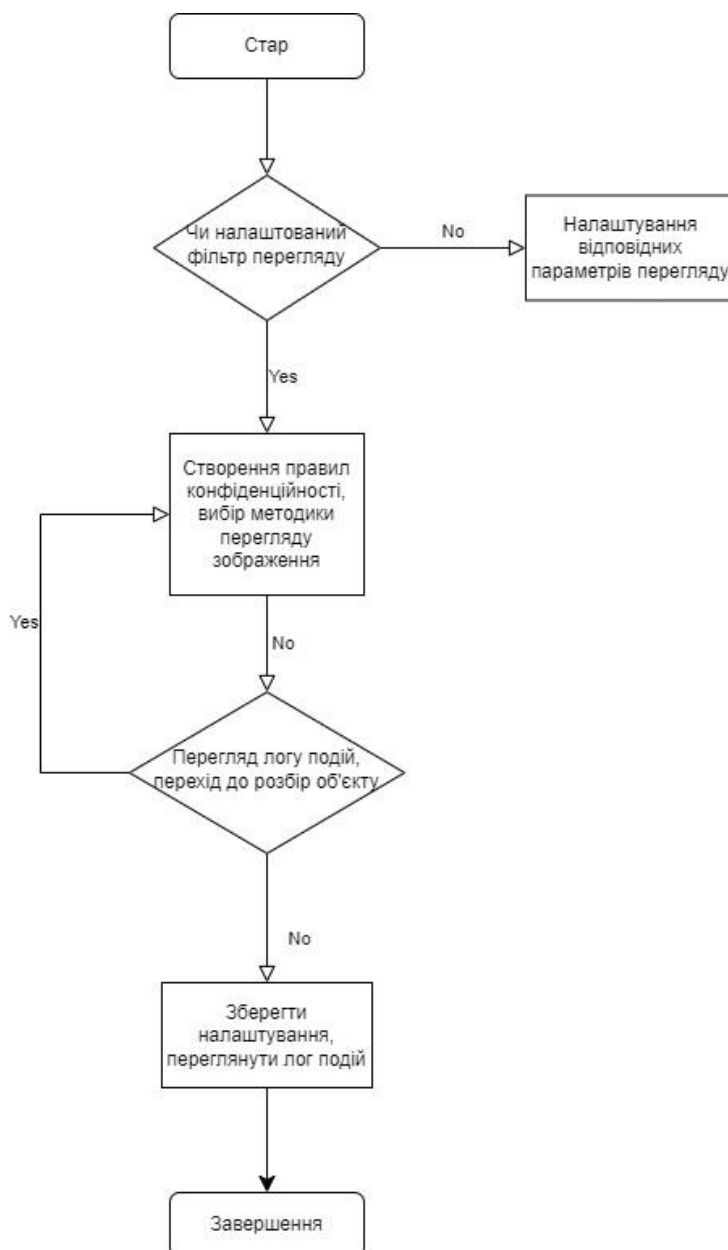 Стар
Чи налаштований
фільтр перегляду
No
Налаштування
відповідних
параметрів перегляду
Yes
Створення правил
конфіденційності,
вибір методики
перегляду
зображення
Yes
No
Перегляд логу подій,
перехід до розбір об'єкту
No
Зберегти
налаштування,
переглянути лог подій
Завершення